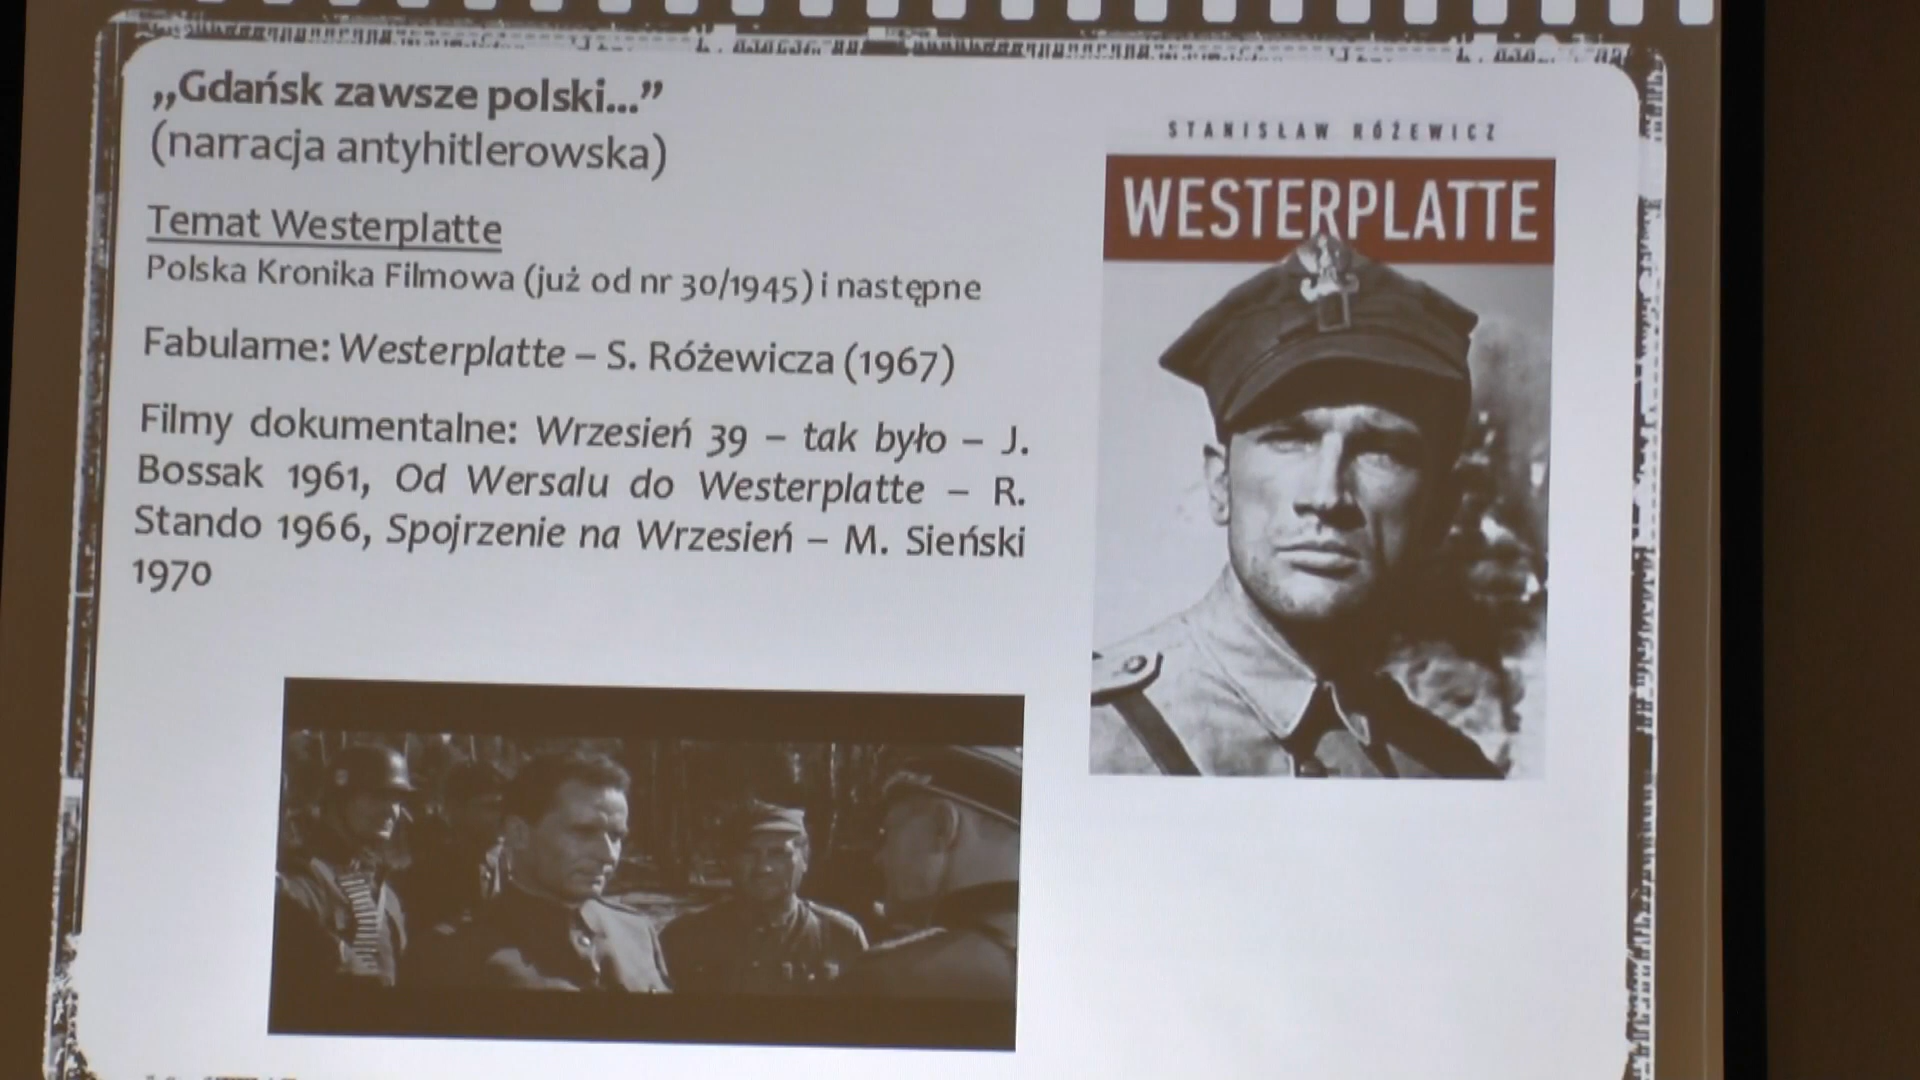 „Gdańsk zawsze polski...”
(narracja antyhitlerowska)
Temat Westerplatte
Polska Kronika Filmowa (już od nr 30/1945) i następne
Fabularne: Westerplatte – S. Różewicza (1967)
Filmy dokumentalne: Wrzesień 39 – tak było – J.
Bossak 1961, Od Wersalu do Westerplatte – R.
Stando 1966, Spojrzenie na Wrzesień – M. Sieński
1970
STANISŁAW RÓŻEWICZ
WESTERPLATTE